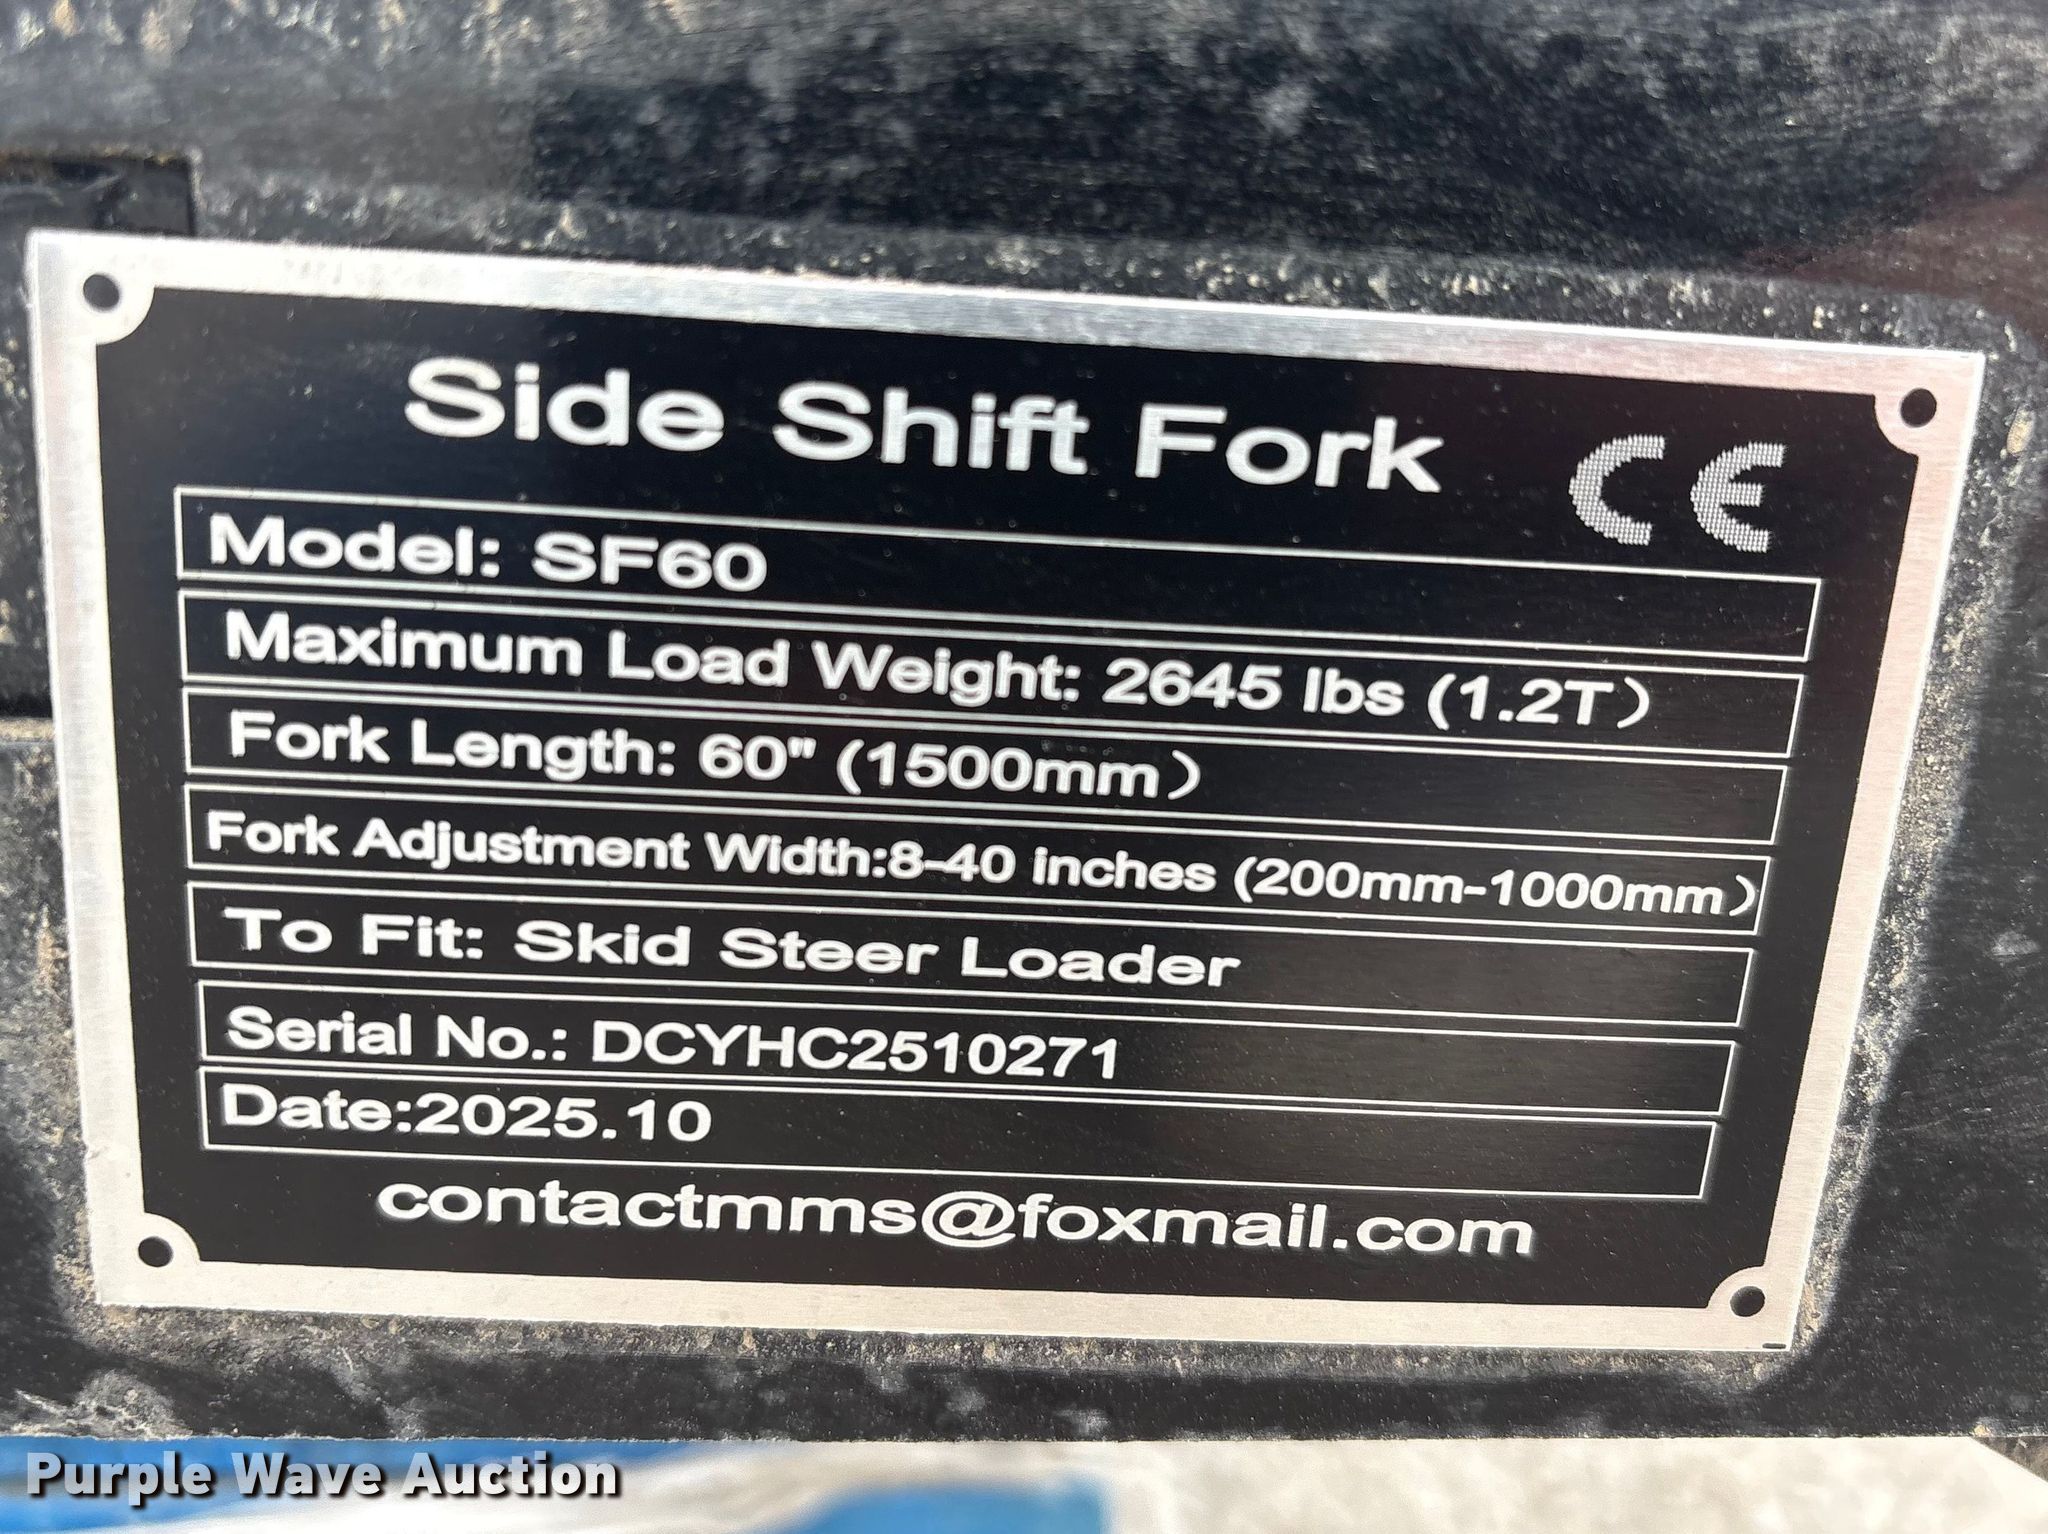 Side Shift Fork CE
Model: SF60
Maximum Load Weight: 2645 lbs (1.2T)
Fork Length: 60" (1500mm)
Fork Adjustment Width:8-40 inches (200mm-1000mm)
To Fit: Skid Steer Loader
Serial No.: DCYHC2510271
Date:2025.10
contactmms@foxmail.com
Purple Wave Auction